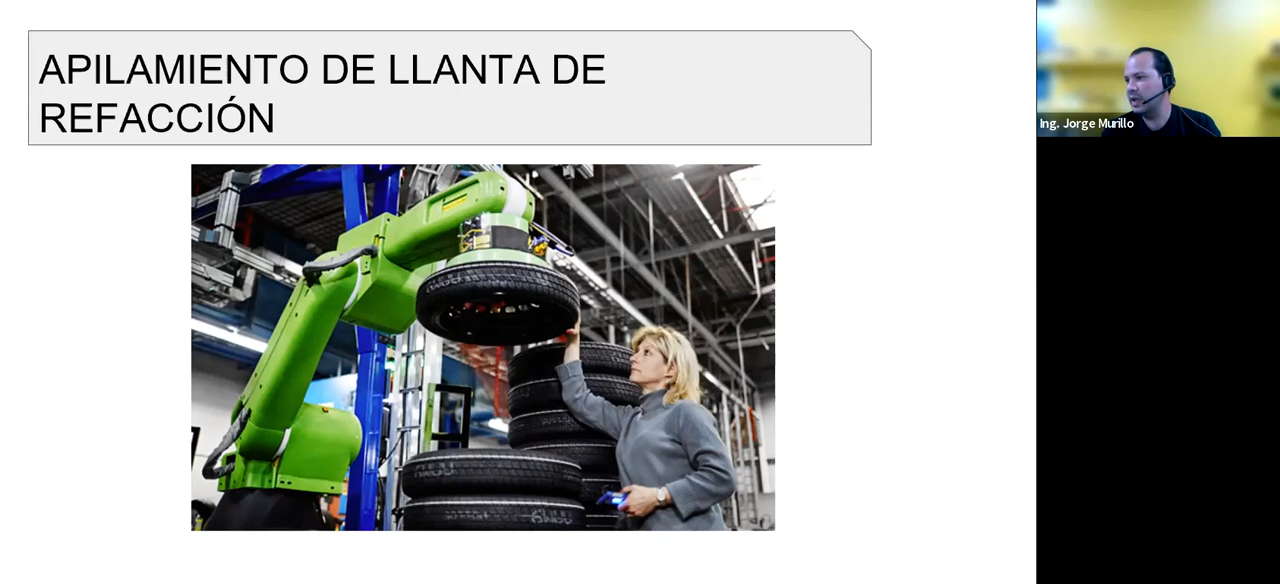 APILAMIENTO DE LLANTA DE
REFACCIÓN
Ing. Jorge Murillo